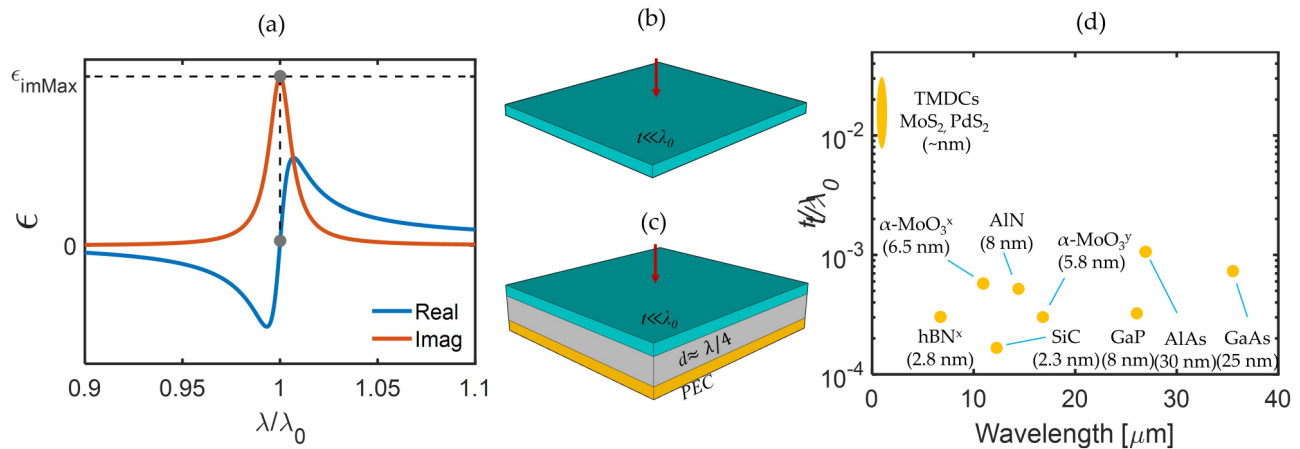 (a)
ϵimMax
ϵ
0
Real
Imag
0.9
0.95
1
1.05
1.1
λ/λ0
(b)
t≪λ0
(c)
t≪λ0
d≈ λ/4
PEC
(d)
t/λ0
10-2
10-3
10-4
TMDCs
MoS2, PdS2
(~nm)
α-MoO3x
(6.5 nm)
AlN
(8 nm)
α-MoO3y
(5.8 nm)
hBNx
(2.8 nm)
SiC
(2.3 nm)
GaP
(8 nm)
AlAs
(30 nm)
GaAs
(25 nm)
0
10
20
30
40
Wavelength [μm]